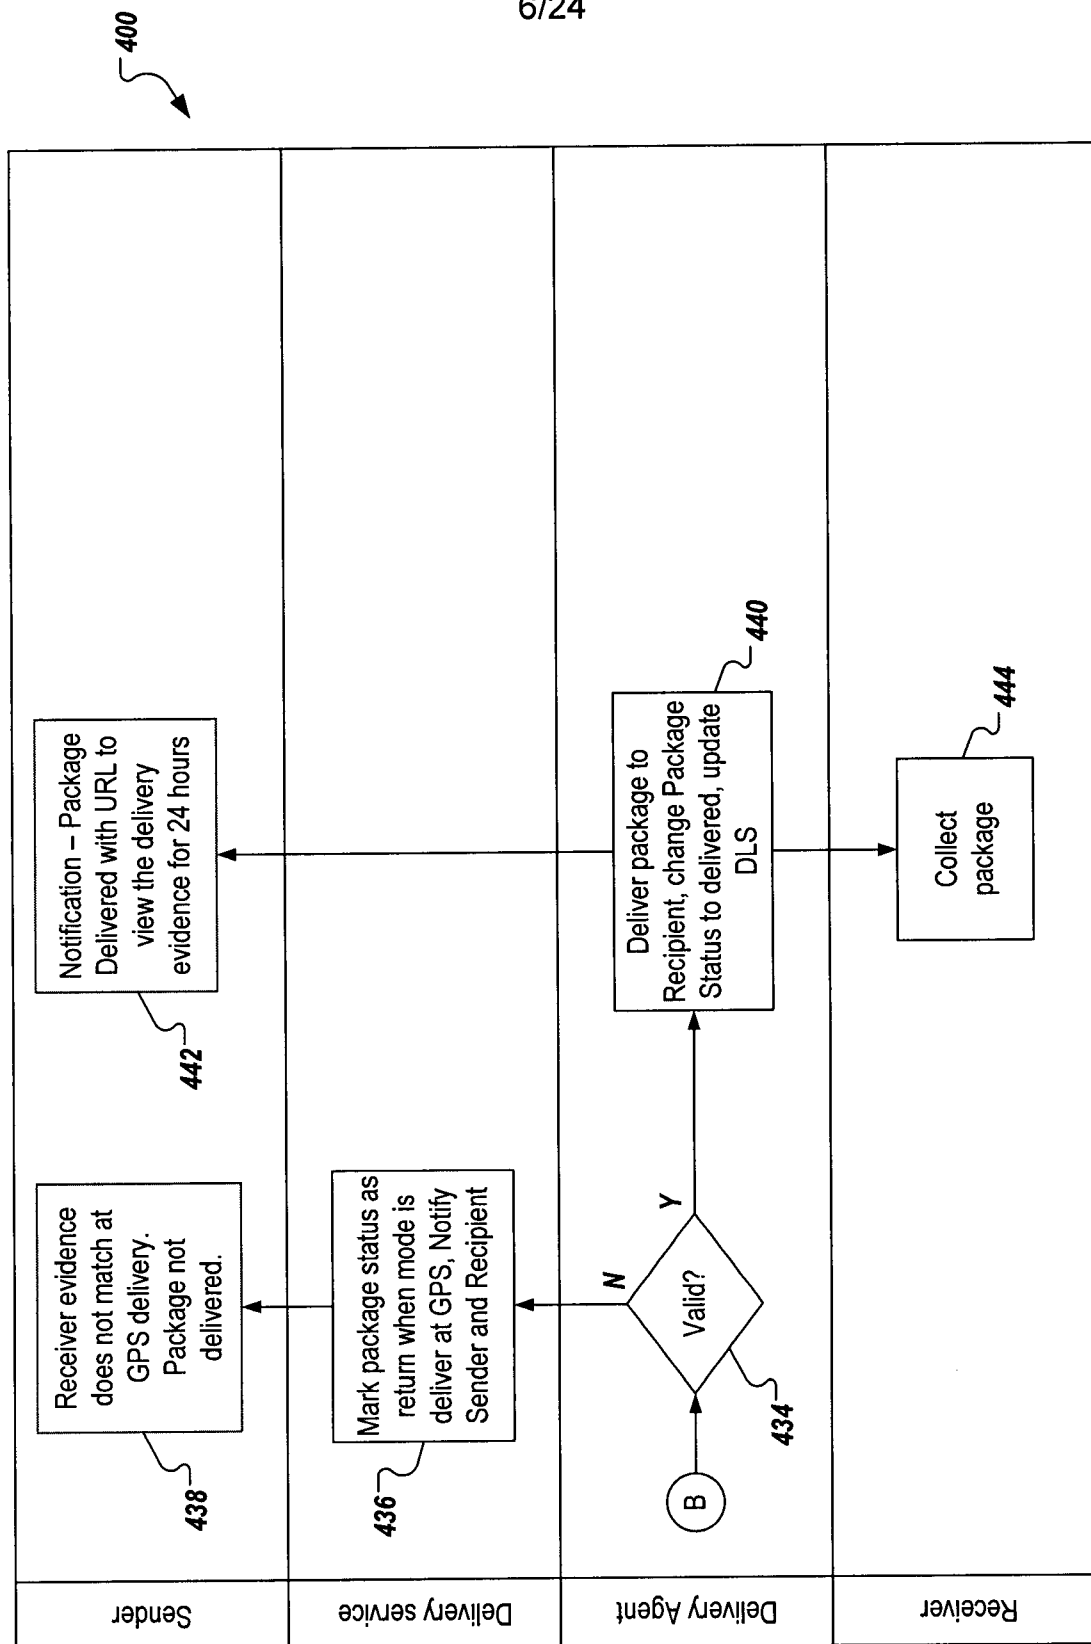 6/24
400
Sender
Receiver evidence
does not match at
GPS delivery.
Package not
delivered.
438
Notification – Package
Delivered with URL to
view the delivery
evidence for 24 hours
442
Delivery service
Mark package status as
return when mode is
deliver at GPS, Notify
Sender and Recipient
436
Delivery Agent
B
Valid?
N
Y
434
Deliver package to
Recipient, change Package
Status to delivered, update
DLS
440
Receiver
Collect
package
444